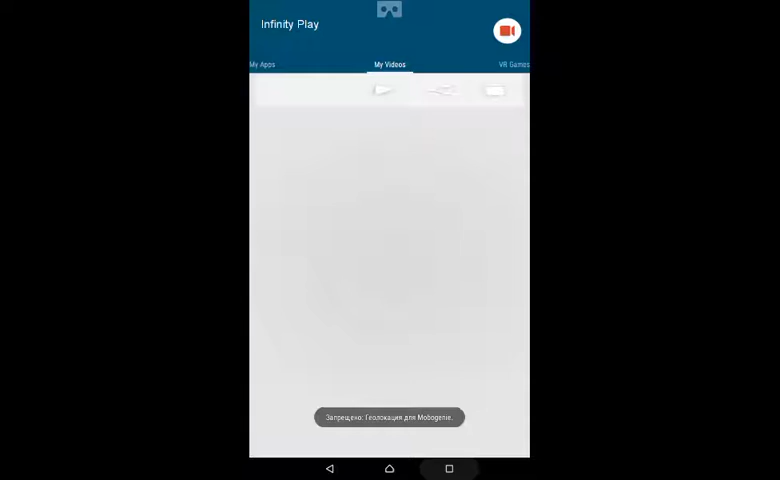 Infinity Play
My Apps
My Videos
VR Games
Запрещено: Геолокация для Mobogenie.